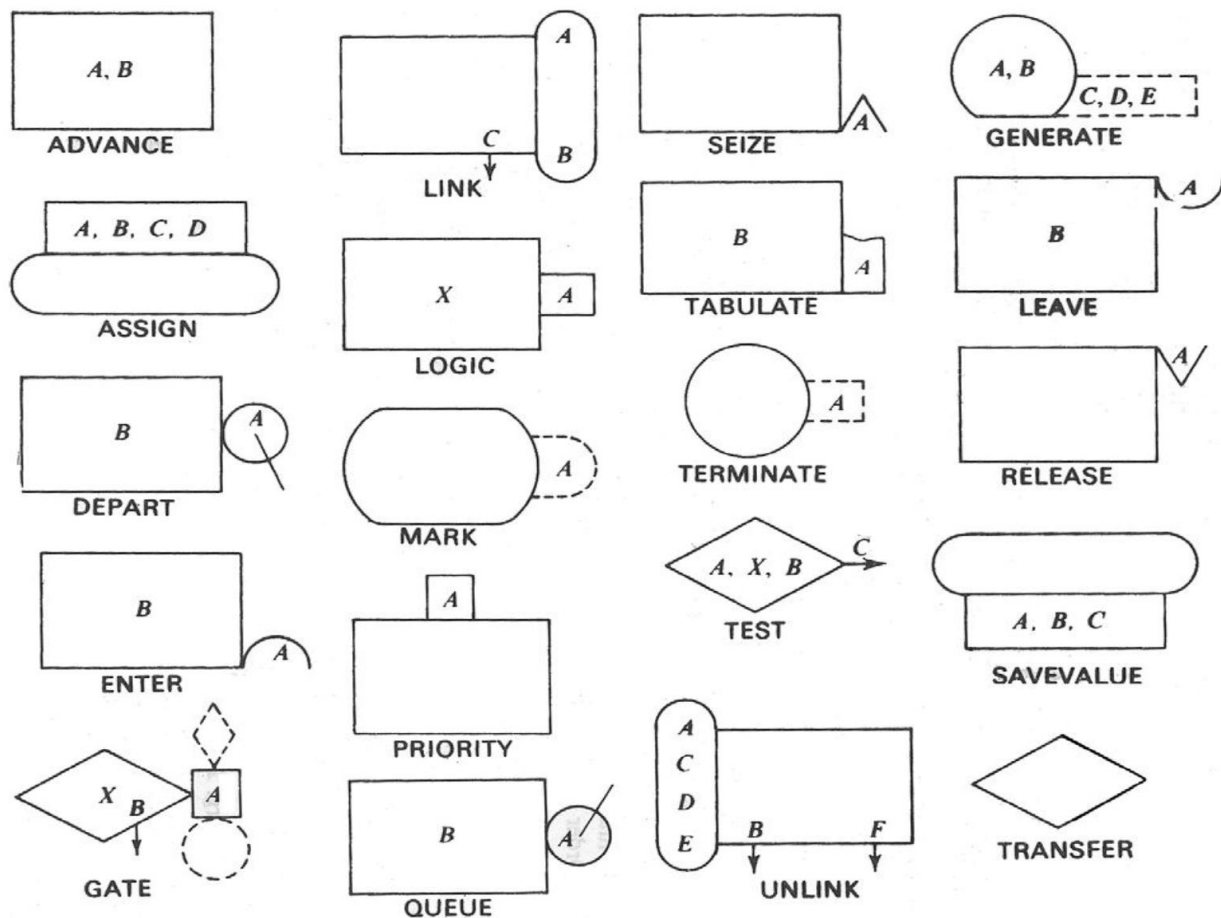 A, B
ADVANCE
A
C
B
LINK
A
SEIZE
A, B
C, D, E
GENERATE
A, B, C, D
ASSIGN
X
A
LOGIC
B
A
TABULATE
A
B
LEAVE
B
A
DEPART
A
MARK
A
TERMINATE
A
RELEASE
B
A
ENTER
A
PRIORITY
A, X, B
C
TEST
A, B, C
SAVEVALUE
X
B
A
GATE
B
A
QUEUE
A
C
D
E
B
F
UNLINK
TRANSFER